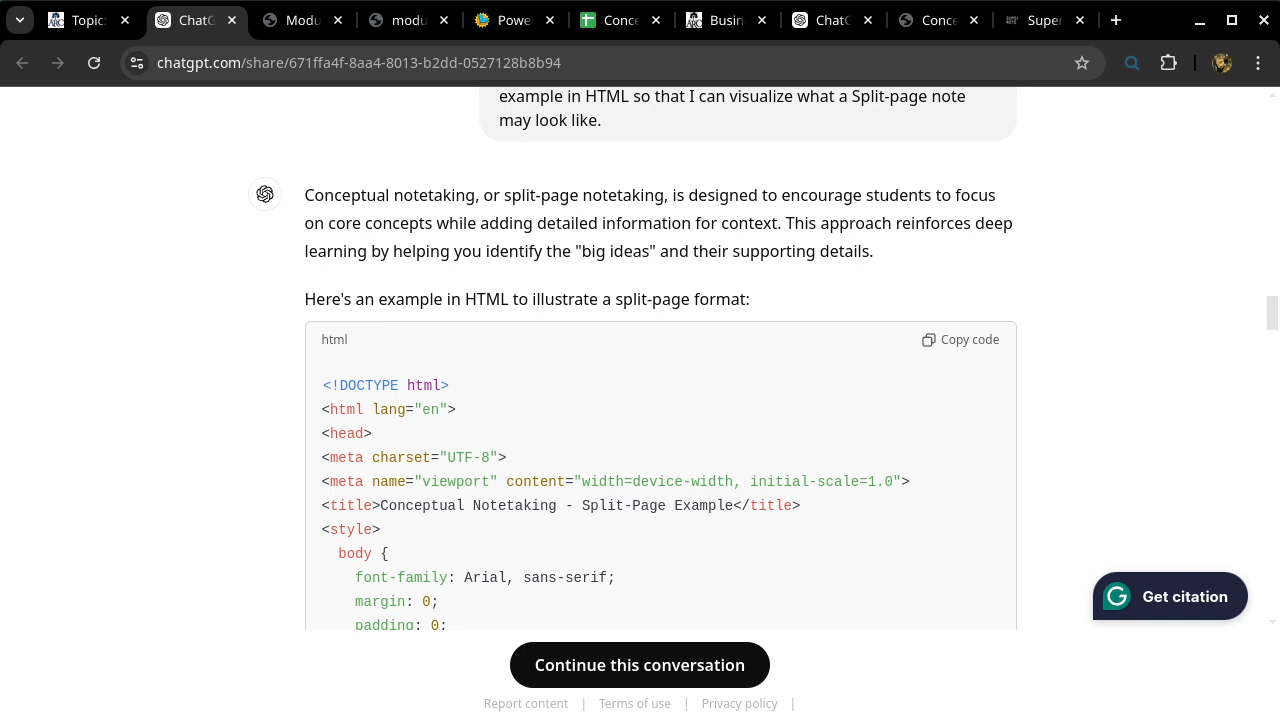 Topic:
ChatG
Modu
modu
Power
Conce
Busin
ChatG
Conce
Super
chatgpt.com/share/671ffa4f-8aa4-8013-b2dd-0527128b8b94
example in HTML so that I can visualize what a Split-page note
may look like.
Conceptual notetaking, or split-page notetaking, is designed to encourage students to focus
on core concepts while adding detailed information for context. This approach reinforces deep
learning by helping you identify the "big ideas" and their supporting details.
Here's an example in HTML to illustrate a split-page format:
html
Copy code
<!DOCTYPE html>
<html lang="en">
<head>
<meta charset="UTF-8">
<meta name="viewport" content="width=device-width, initial-scale=1.0">
<title>Conceptual Notetaking - Split-Page Example</title>
<style>
  body {
    font-family: Arial, sans-serif;
    margin: 0;
    padding: 0;
Get citation
Continue this conversation
Report content | Terms of use | Privacy policy |